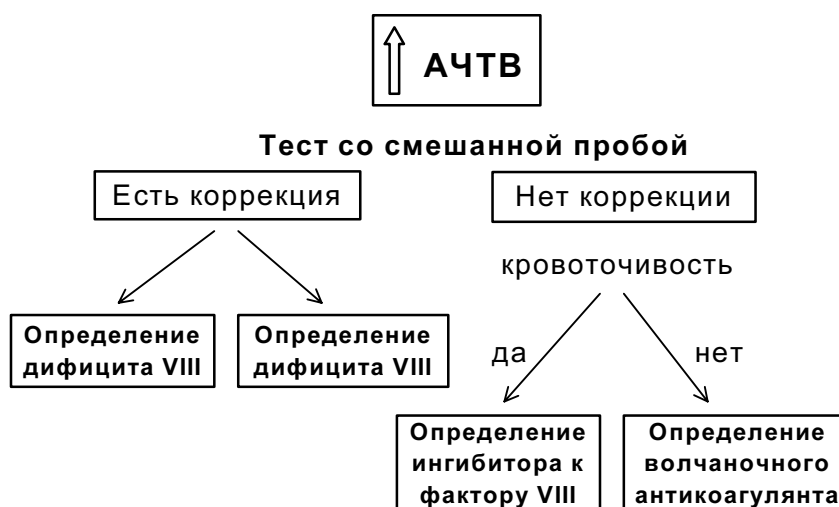 АЧТВ
Тест со смешанной пробой
Есть коррекция
Нет коррекции
кровоточивость
Определение
дифицита VIII
Определение
дифицита VIII
да
нет
Определение
ингибитора к
фактору VIII
Определение
волчаночного
антикоагулянта